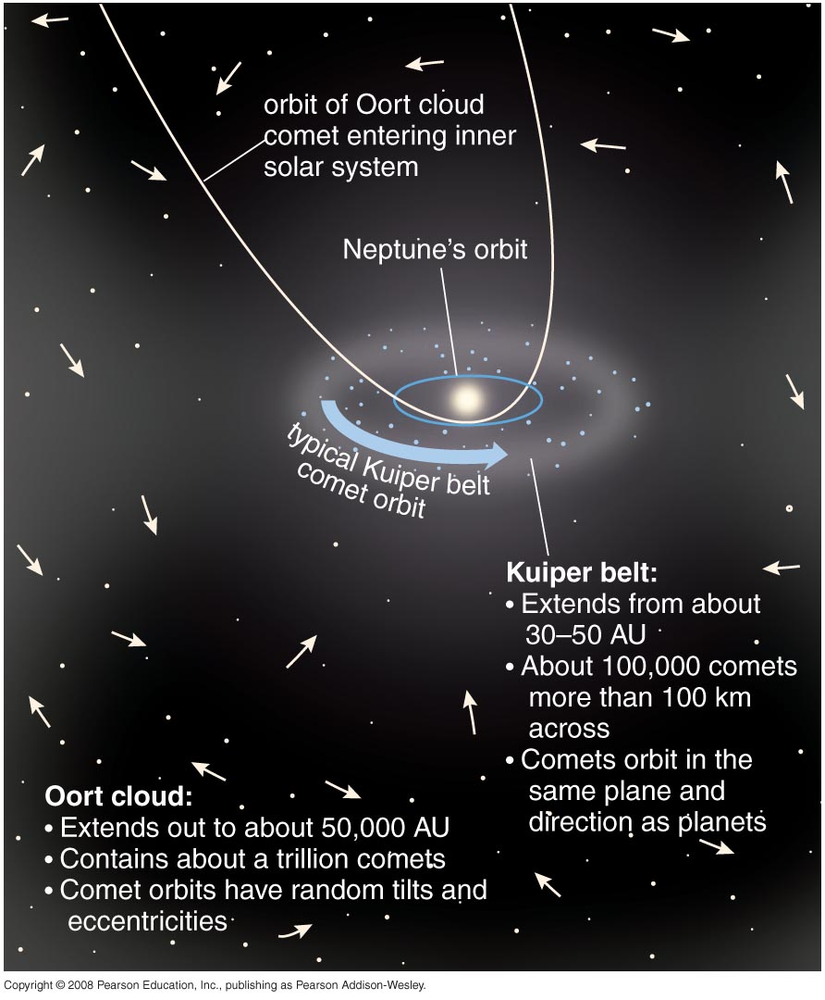 orbit of Oort cloud
comet entering inner
solar system
Neptune’s orbit
typical Kuiper belt
comet orbit
Kuiper belt:
• Extends from about
30–50 AU
• About 100,000 comets
more than 100 km
across
• Comets orbit in the
same plane and
direction as planets
Oort cloud:
• Extends out to about 50,000 AU
• Contains about a trillion comets
• Comet orbits have random tilts and
eccentricities
Copyright © 2008 Pearson Education, Inc., publishing as Pearson Addison-Wesley.